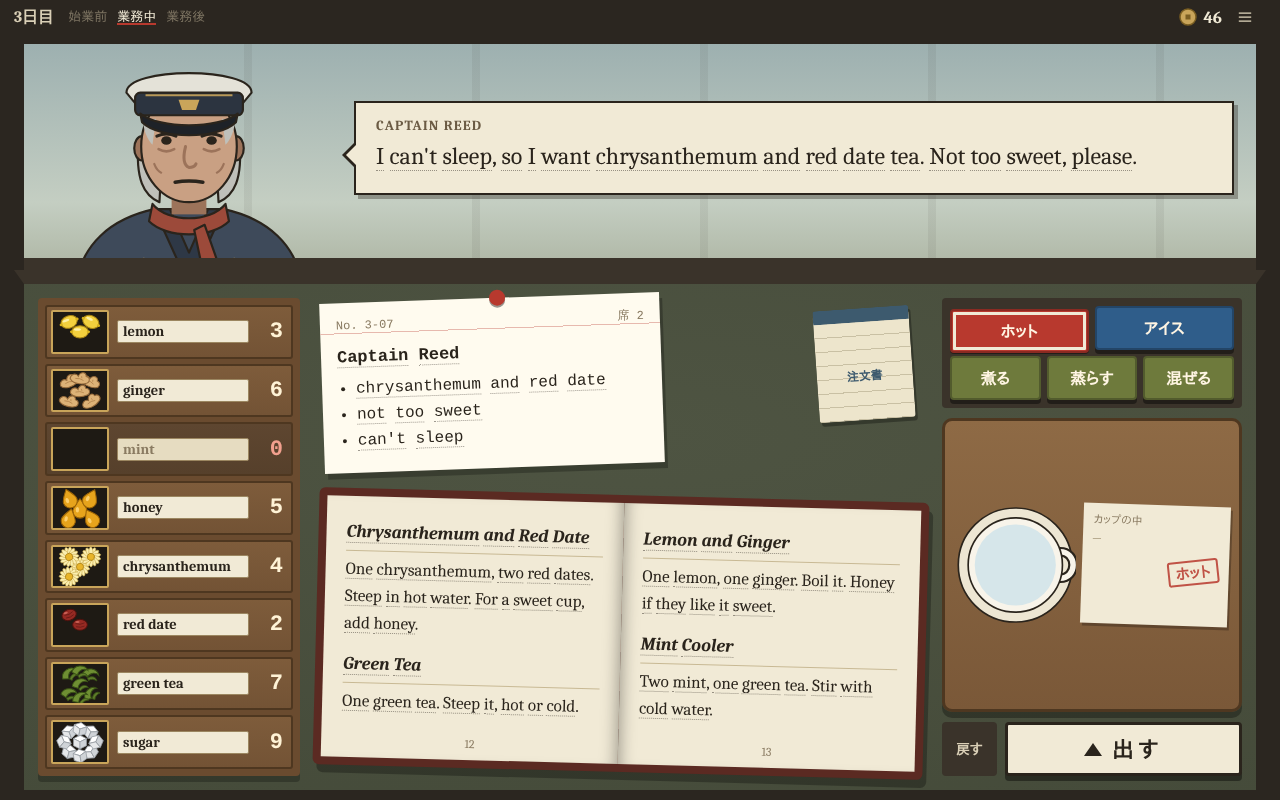 3日目 始業前 業務中 業務後
46
CAPTAIN REED
I can't sleep, so I want chrysanthemum and red date tea. Not too sweet, please.
lemon 3
ginger 6
mint 0
honey 5
chrysanthemum 4
red date 2
green tea 7
sugar 9
No. 3-07 席 2
Captain Reed
• chrysanthemum and red date
• not too sweet
• can't sleep
注文書
Chrysanthemum and Red Date
One chrysanthemum, two red dates.
Steep in hot water. For a sweet cup,
add honey.
Green Tea
One green tea. Steep it, hot or cold.
12
Lemon and Ginger
One lemon, one ginger. Boil it. Honey
if they like it sweet.
Mint Cooler
Two mint, one green tea. Stir with
cold water.
13
ホット アイス
煮る 蒸らす 混ぜる
カップの中
—
ホット
戻す ▲ 出す